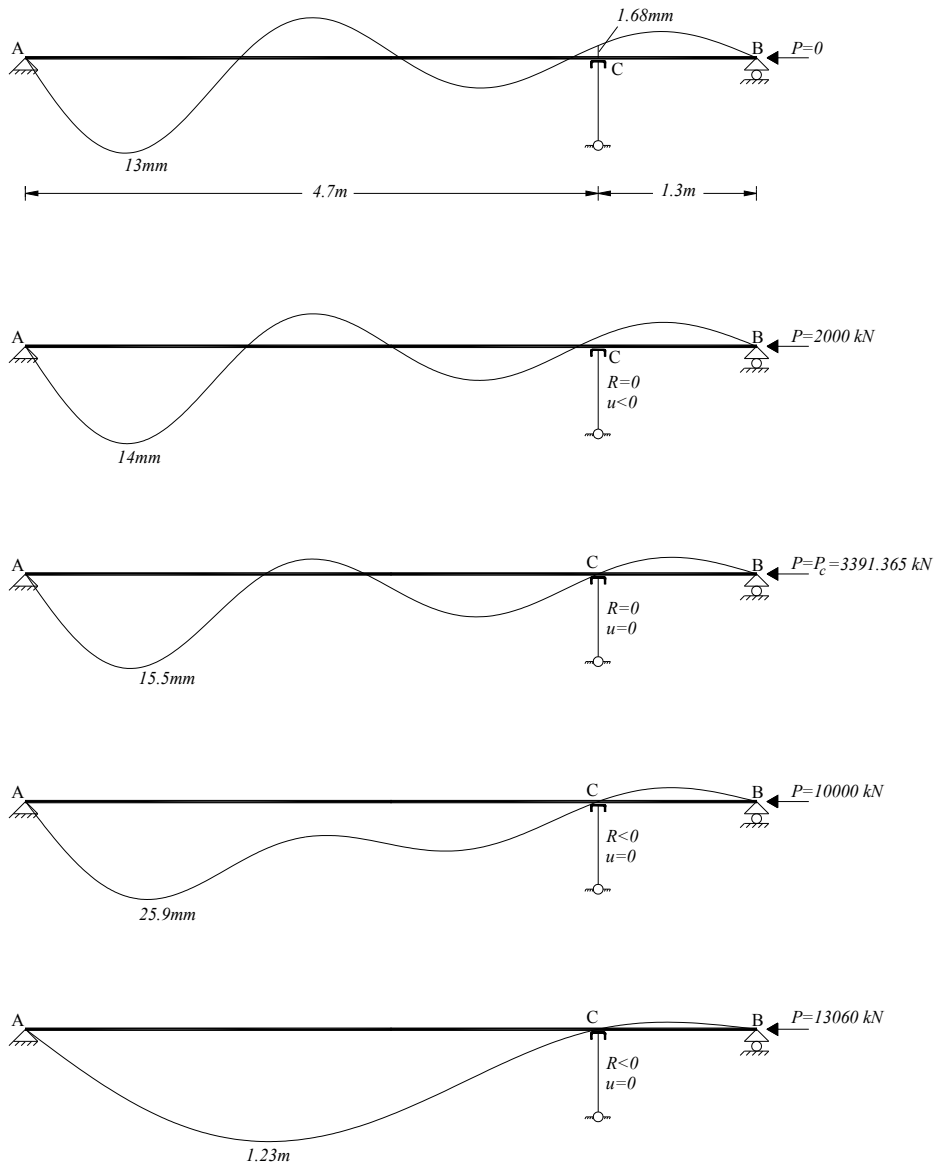 1.68mm
A
B
P=0
C
13mm
4.7m
1.3m
A
B
P=2000 kN
C
R=0
u<0
14mm
A
C
B
P=Pc=3391.365 kN
R=0
u=0
15.5mm
A
C
B
P=10000 kN
R<0
u=0
25.9mm
A
C
B
P=13060 kN
R<0
u=0
1.23m